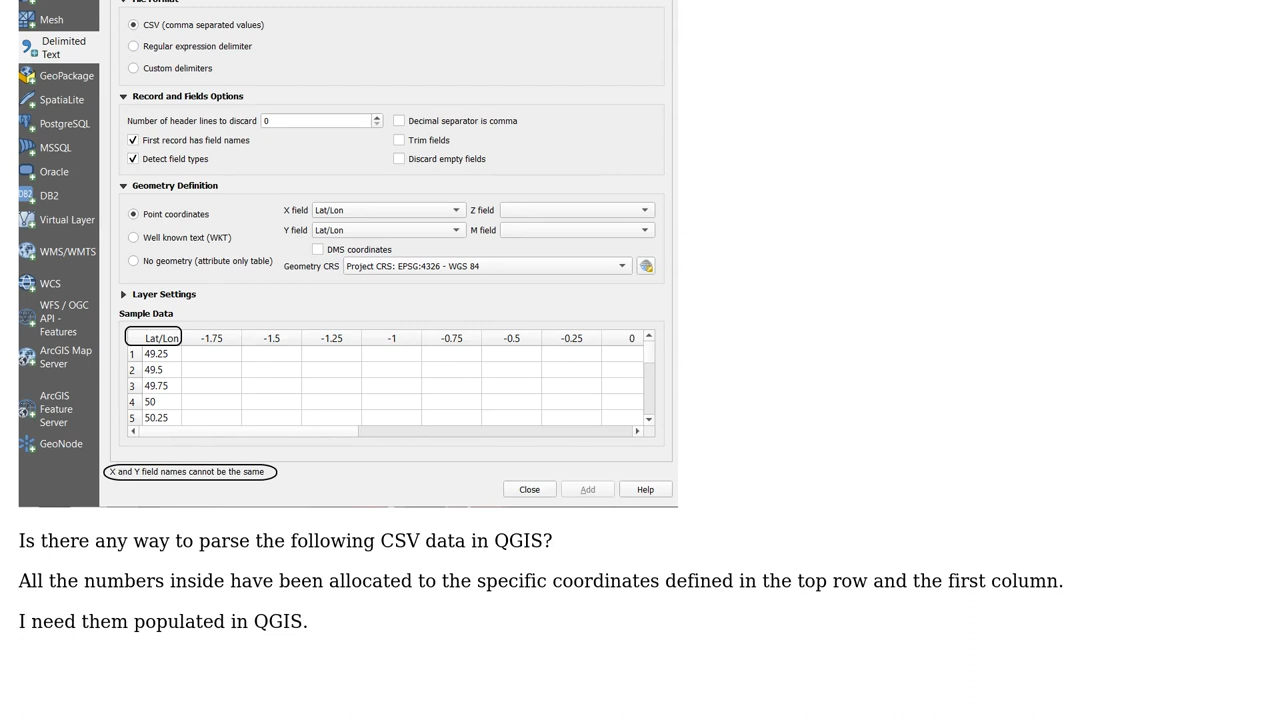 Mesh
Delimited
Text
GeoPackage
SpatiaLite
PostgreSQL
MSSQL
Oracle
DB2
Virtual Layer
WMS/WMTS
WCS
WFS / OGC
API -
Features
ArcGIS Map
Server
ArcGIS
Feature
Server
GeoNode
CSV (comma separated values)
Regular expression delimiter
Custom delimiters
Record and Fields Options
Number of header lines to discard 0 Decimal separator is comma
First record has field names Trim fields
Detect field types Discard empty fields
Geometry Definition
Point coordinates X field Lat/Lon Z field
Well known text (WKT) Y field Lat/Lon M field
DMS coordinates
No geometry (attribute only table) Geometry CRS Project CRS: EPSG:4326 - WGS 84
Layer Settings
Sample Data
Lat/Lon -1.75 -1.5 -1.25 -1 -0.75 -0.5 -0.25 0
1 49.25
2 49.5
3 49.75
4 50
5 50.25
X and Y field names cannot be the same
Close Add Help
Is there any way to parse the following CSV data in QGIS?
All the numbers inside have been allocated to the specific coordinates defined in the top row and the first column.
I need them populated in QGIS.